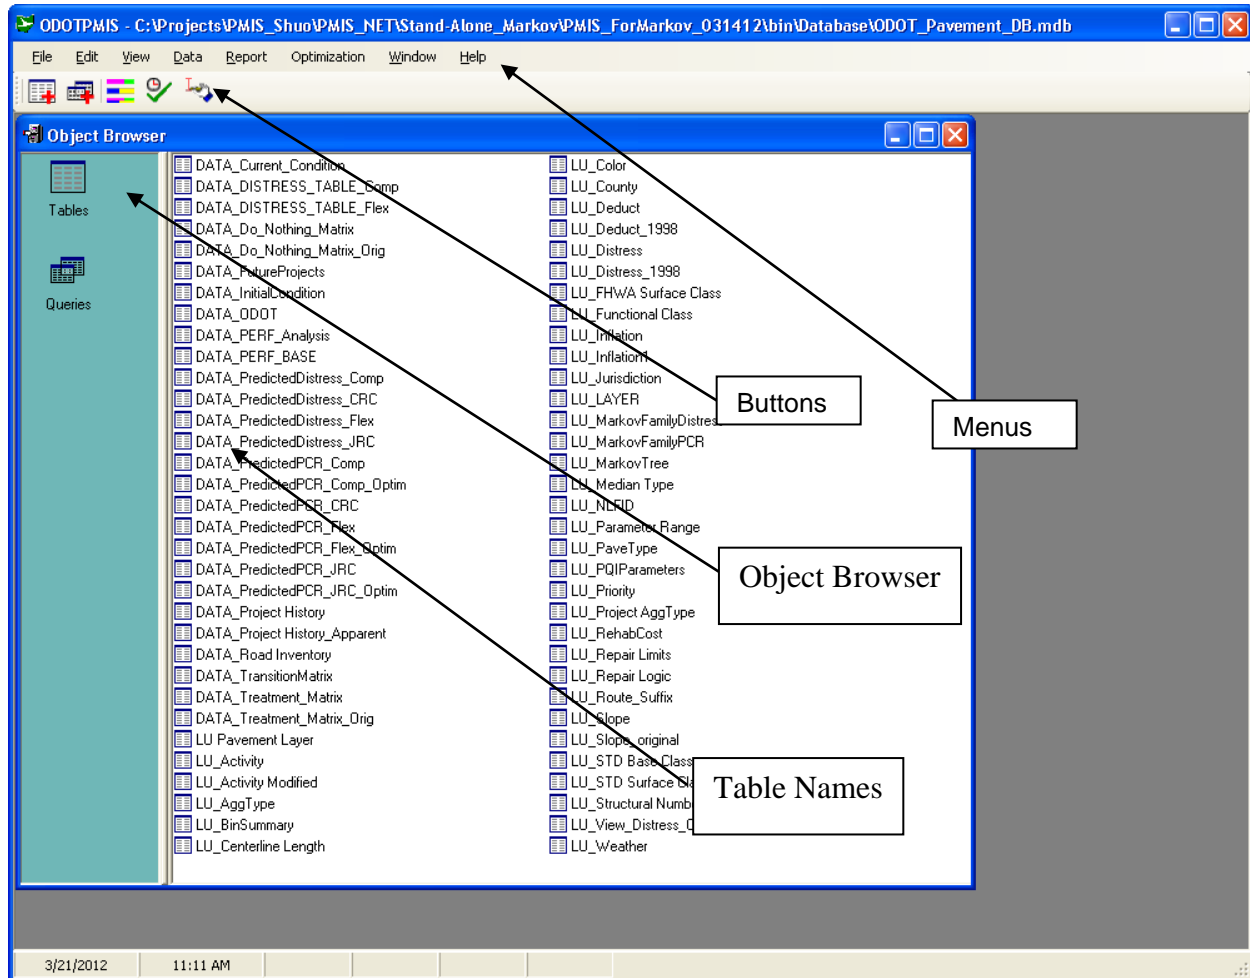 ODOTPMIS - C:\Projects\PMIS_Shuo\PMIS_NET\Stand-Alone_Markov\PMIS_ForMarkov_031412\bin\Database\ODOT_Pavement_DB.mdb
File Edit View Data Report Optimization Window Help
Object Browser
Tables
Queries
DATA_Current_Condition
DATA_DISTRESS_TABLE_Comp
DATA_DISTRESS_TABLE_Flex
DATA_Do_Nothing_Matrix
DATA_Do_Nothing_Matrix_Orig
DATA_FutureProjects
DATA_InitialCondition
DATA_ODOT
DATA_PERF_Analysis
DATA_PERF_BASE
DATA_PredictedDistress_Comp
DATA_PredictedDistress_CRC
DATA_PredictedDistress_Flex
DATA_PredictedDistress_JRC
DATA_PredictedPCR_Comp
DATA_PredictedPCR_Comp_Optim
DATA_PredictedPCR_CRC
DATA_PredictedPCR_Flex
DATA_PredictedPCR_Flex_Optim
DATA_PredictedPCR_JRC
DATA_PredictedPCR_JRC_Optim
DATA_Project History
DATA_Project History_Apparent
DATA_Road Inventory
DATA_TransitionMatrix
DATA_Treatment_Matrix
DATA_Treatment_Matrix_Orig
LU Pavement Layer
LU_Activity
LU_Activity Modified
LU_AggType
LU_BinSummary
LU_Centerline Length
LU_Color
LU_County
LU_Deduct
LU_Deduct_1998
LU_Distress
LU_Distress_1998
LU_FHWA Surface Class
LU_Functional Class
LU_Inflation
LU_Inflation1
LU_Jurisdiction
LU_LAYER
LU_MarkovFamilyDistress
LU_MarkovFamilyPCR
LU_MarkovTree
LU_Median Type
LU_NLFID
LU_Parameter Range
LU_PaveType
LU_PQIParameters
LU_Priority
LU_Project AggType
LU_RehabCost
LU_Repair Limits
LU_Repair Logic
LU_Route_Suffix
LU_Slope
LU_Slope_original
LU_STD Base Class
LU_STD Surface
LU_Structural
LU_View_Distress
LU_Weather
Buttons
Menus
Object Browser
Table Names
3/21/2012 11:11 AM